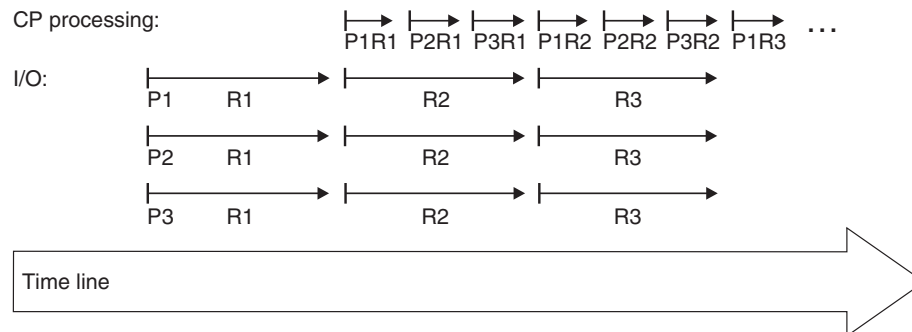 CP processing:
P1R1 P2R1 P3R1 P1R2 P2R2 P3R2 P1R3 ...
I/O:
P1 R1 R2 R3
P2 R1 R2 R3
P3 R1 R2 R3
Time line